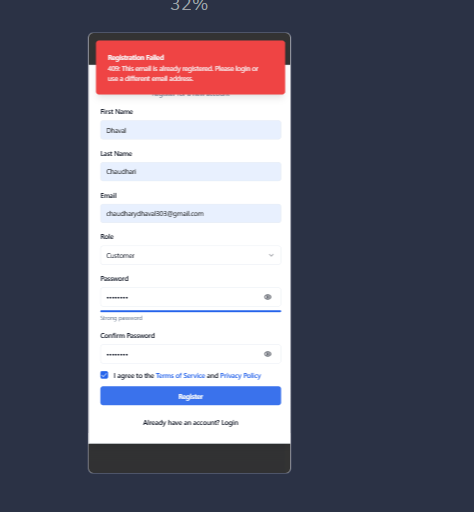 32%
Registration Failed
409: This email is already registered. Please login or
use a different email address.
First Name
Dhaval
Last Name
Chaudhari
Email
chaudharydhaval303@gmail.com
Role
Customer
Password
Strong password
Confirm Password
I agree to the Terms of Service and Privacy Policy
Register
Already have an account? Login